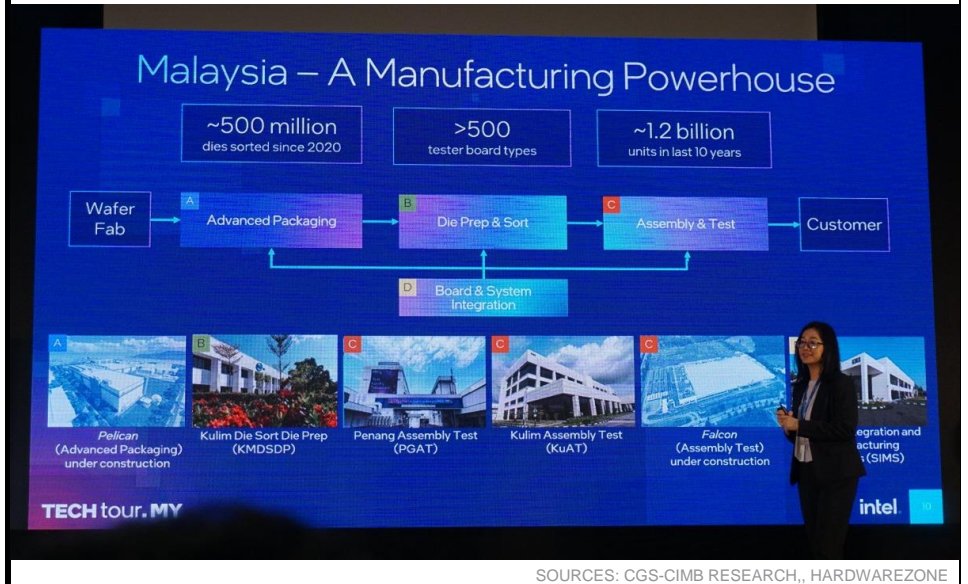 Malaysia – A Manufacturing Powerhouse
~500 million
dies sorted since 2020
>500
tester board types
~1.2 billion
units in last 10 years
Wafer
Fab
A
Advanced Packaging
B
Die Prep & Sort
C
Assembly & Test
Customer
D
Board & System
Integration
A
B
C
C
C
Pelican
(Advanced Packaging)
under construction
Kulim Die Sort Die Prep
(KMDSDP)
Penang Assembly Test
(PGAT)
Kulim Assembly Test
(KuAT)
Falcon
(Assembly Test)
under construction
and
(SIMS)
TECH tour.MY
intel.
10
SOURCES: CGS-CIMB RESEARCH,, HARDWAREZONE